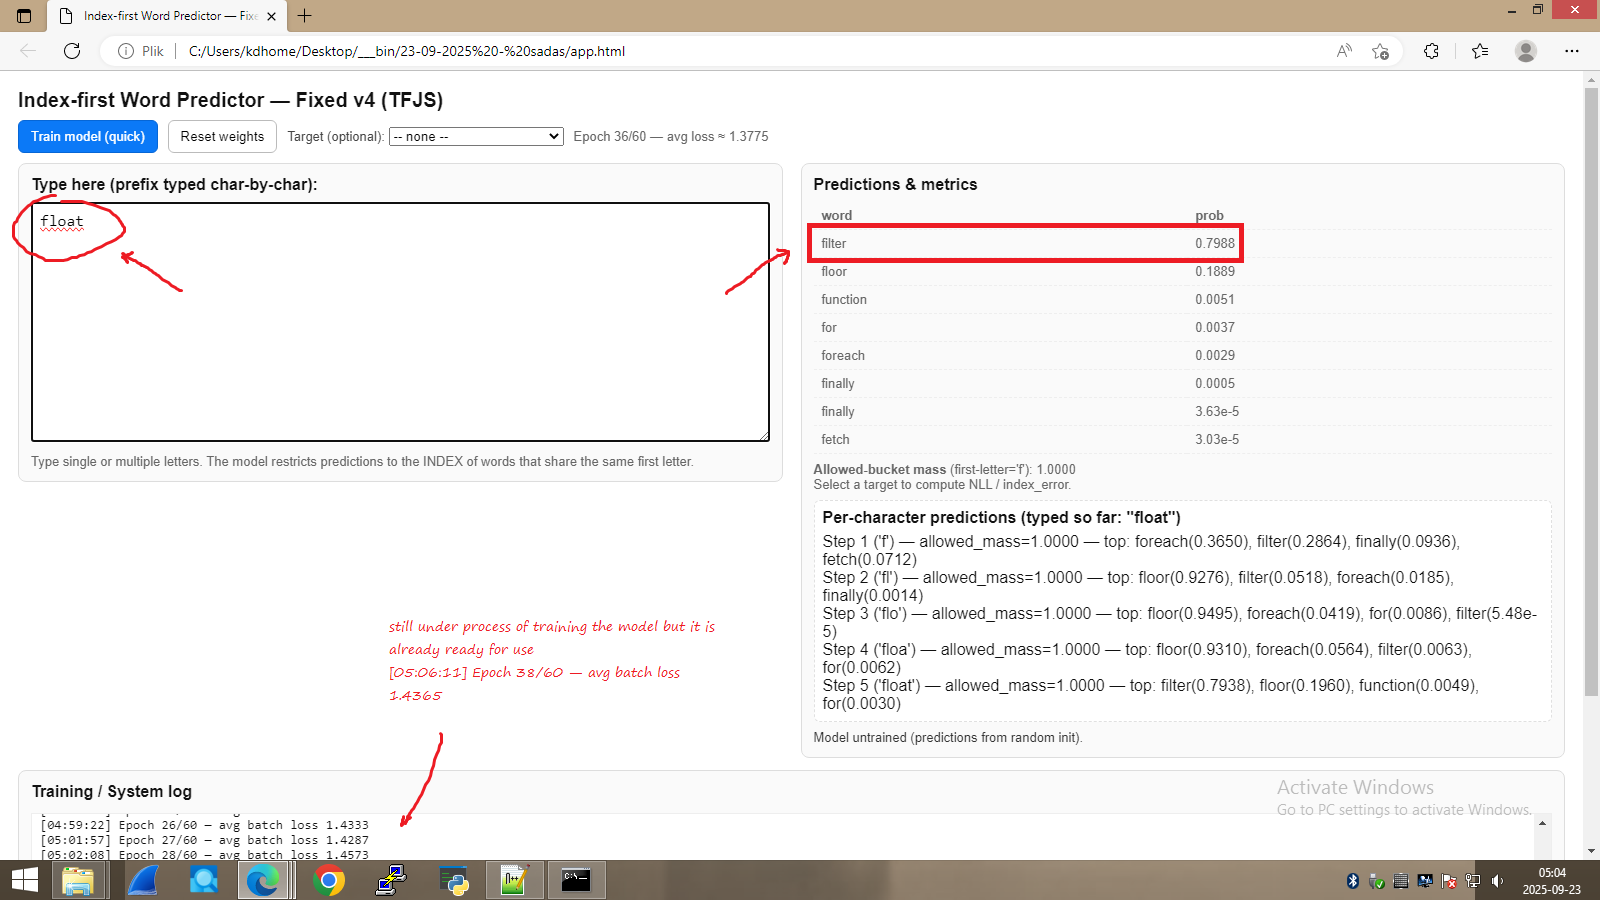 Index-first Word Predictor — Fixe
Plik
C:/Users/kdhome/Desktop/___bin/23-09-2025%20-%20sadas/app.html
Index-first Word Predictor — Fixed v4 (TFJS)
Train model (quick)
Reset weights
Target (optional):
-- none --
Epoch 36/60 — avg loss ≈ 1.3775
Type here (prefix typed char-by-char):
float
Type single or multiple letters. The model restricts predictions to the INDEX of words that share the same first letter.
Predictions & metrics
word prob
filter 0.7988
floor 0.1889
function 0.0051
for 0.0037
foreach 0.0029
finally 0.0005
finally 3.63e-5
fetch 3.03e-5
Allowed-bucket mass (first-letter='f'): 1.0000
Select a target to compute NLL / index_error.
Per-character predictions (typed so far: "float")
Step 1 ('f') — allowed_mass=1.0000 — top: foreach(0.3650), filter(0.2864), finally(0.0936),
fetch(0.0712)
Step 2 ('fl') — allowed_mass=1.0000 — top: floor(0.9276), filter(0.0518), foreach(0.0185),
finally(0.0014)
Step 3 ('flo') — allowed_mass=1.0000 — top: floor(0.9495), foreach(0.0419), for(0.0086), filter(5.48e-
5)
Step 4 ('floa') — allowed_mass=1.0000 — top: floor(0.9310), foreach(0.0564), filter(0.0063),
for(0.0062)
Step 5 ('float') — allowed_mass=1.0000 — top: filter(0.7938), floor(0.1960), function(0.0049),
for(0.0030)
Model untrained (predictions from random init).
still under process of training the model but it is
already ready for use
[05:06:11] Epoch 38/60 — avg batch loss
1.4365
Training / System log
[04:59:22] Epoch 26/60 — avg batch loss 1.4333
[05:01:57] Epoch 27/60 — avg batch loss 1.4287
[05:02:08] Epoch 28/60 — avg batch loss 1.4573
Activate Windows
Go to PC settings to activate Windows.
05:04
2025-09-23